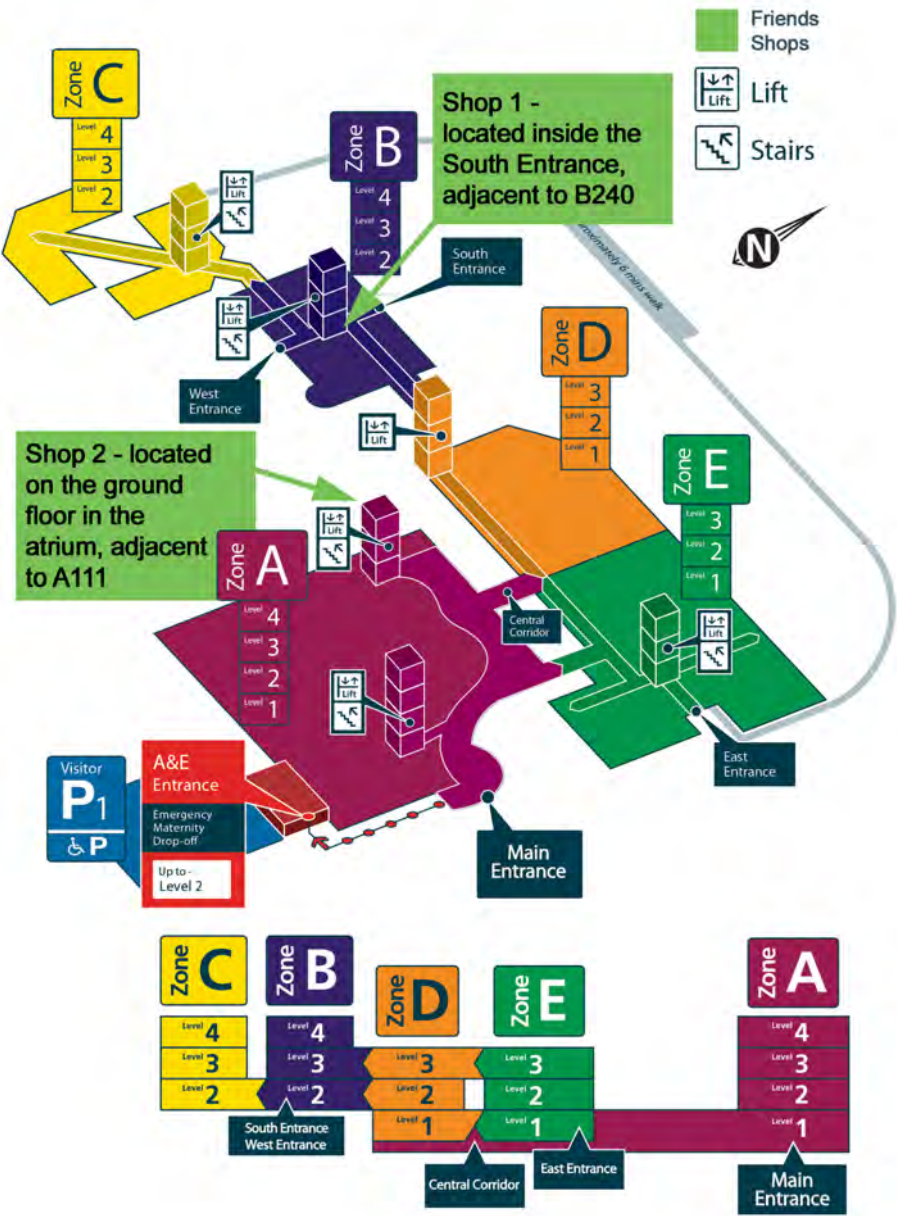 Friends
Shops
Lift
Lift
Stairs
Zone C
Level 4
Level 3
Level 2
Lift
Zone B
Level 4
Level 3
Level 2
Shop 1 -
located inside the
South Entrance,
adjacent to B240
South
Entrance
N
6 mins walk
Lift
West
Entrance
Zone D
Level 3
Level 2
Level 1
Lift
Shop 2 - located
on the ground
floor in the
atrium, adjacent
to A111
Zone E
Level 3
Level 2
Level 1
Lift
Zone A
Level 4
Level 3
Level 2
Level 1
Central
Corridor
Lift
Lift
East
Entrance
Visitor
P1
P
A&E
Entrance
Emergency
Maternity
Drop-off
Up to -
Level 2
Main
Entrance
Zone C
Zone B
Zone D
Zone E
Zone A
Level 4
Level 4
Level 4
Level 3
Level 3
Level 3
Level 3
Level 3
Level 2
Level 2
Level 2
Level 2
Level 2
Level 1
Level 1
Level 1
South Entrance
West Entrance
Central Corridor
East Entrance
Main
Entrance